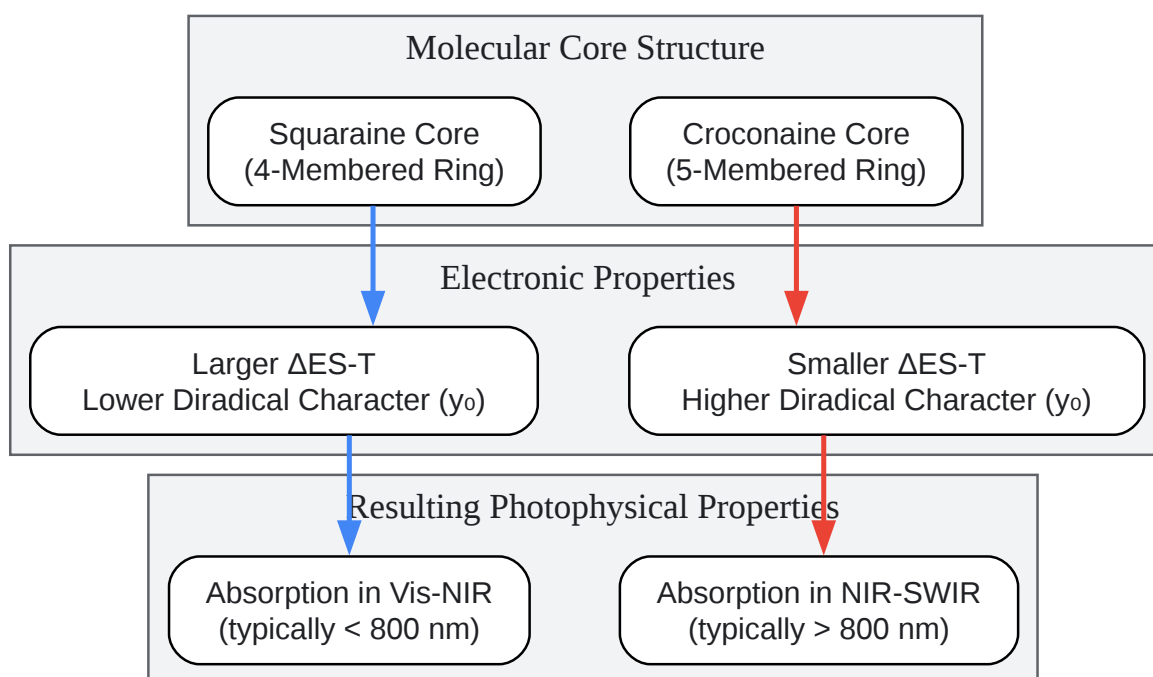 Molecular Core Structure
Squaraine Core
(4-Membered Ring)
Croconaine Core
(5-Membered Ring)
Electronic Properties
Larger ΔES-T
Lower Diradical Character (y₀)
Smaller ΔES-T
Higher Diradical Character (y₀)
Resulting Photophysical Properties
Absorption in Vis-NIR
(typically < 800 nm)
Absorption in NIR-SWIR
(typically > 800 nm)